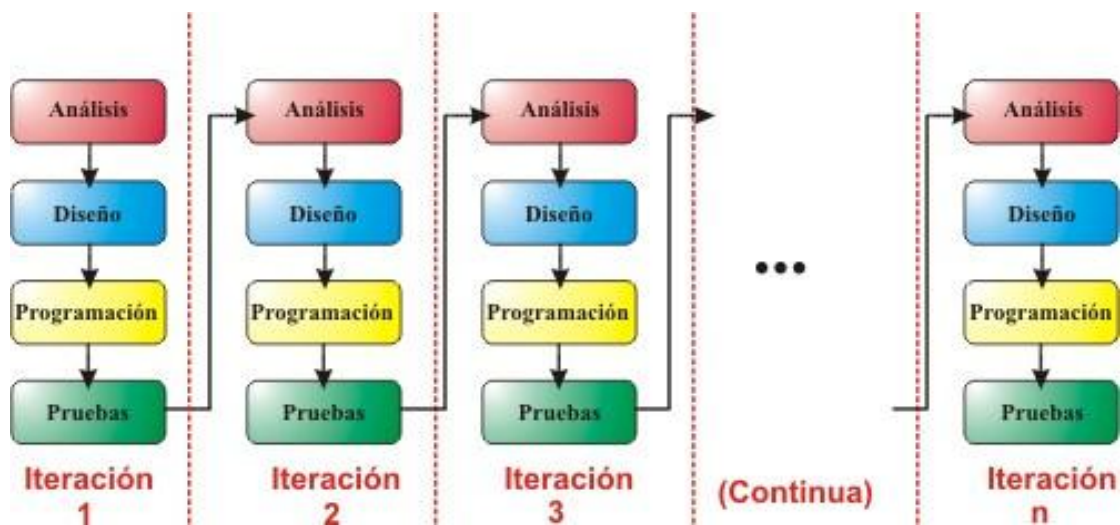 Análisis
Diseño
Programación
Pruebas
Iteración
1
Análisis
Diseño
Programación
Pruebas
Iteración
2
Análisis
Diseño
Programación
Pruebas
Iteración
3
...
(Continua)
Análisis
Diseño
Programación
Pruebas
Iteración
n